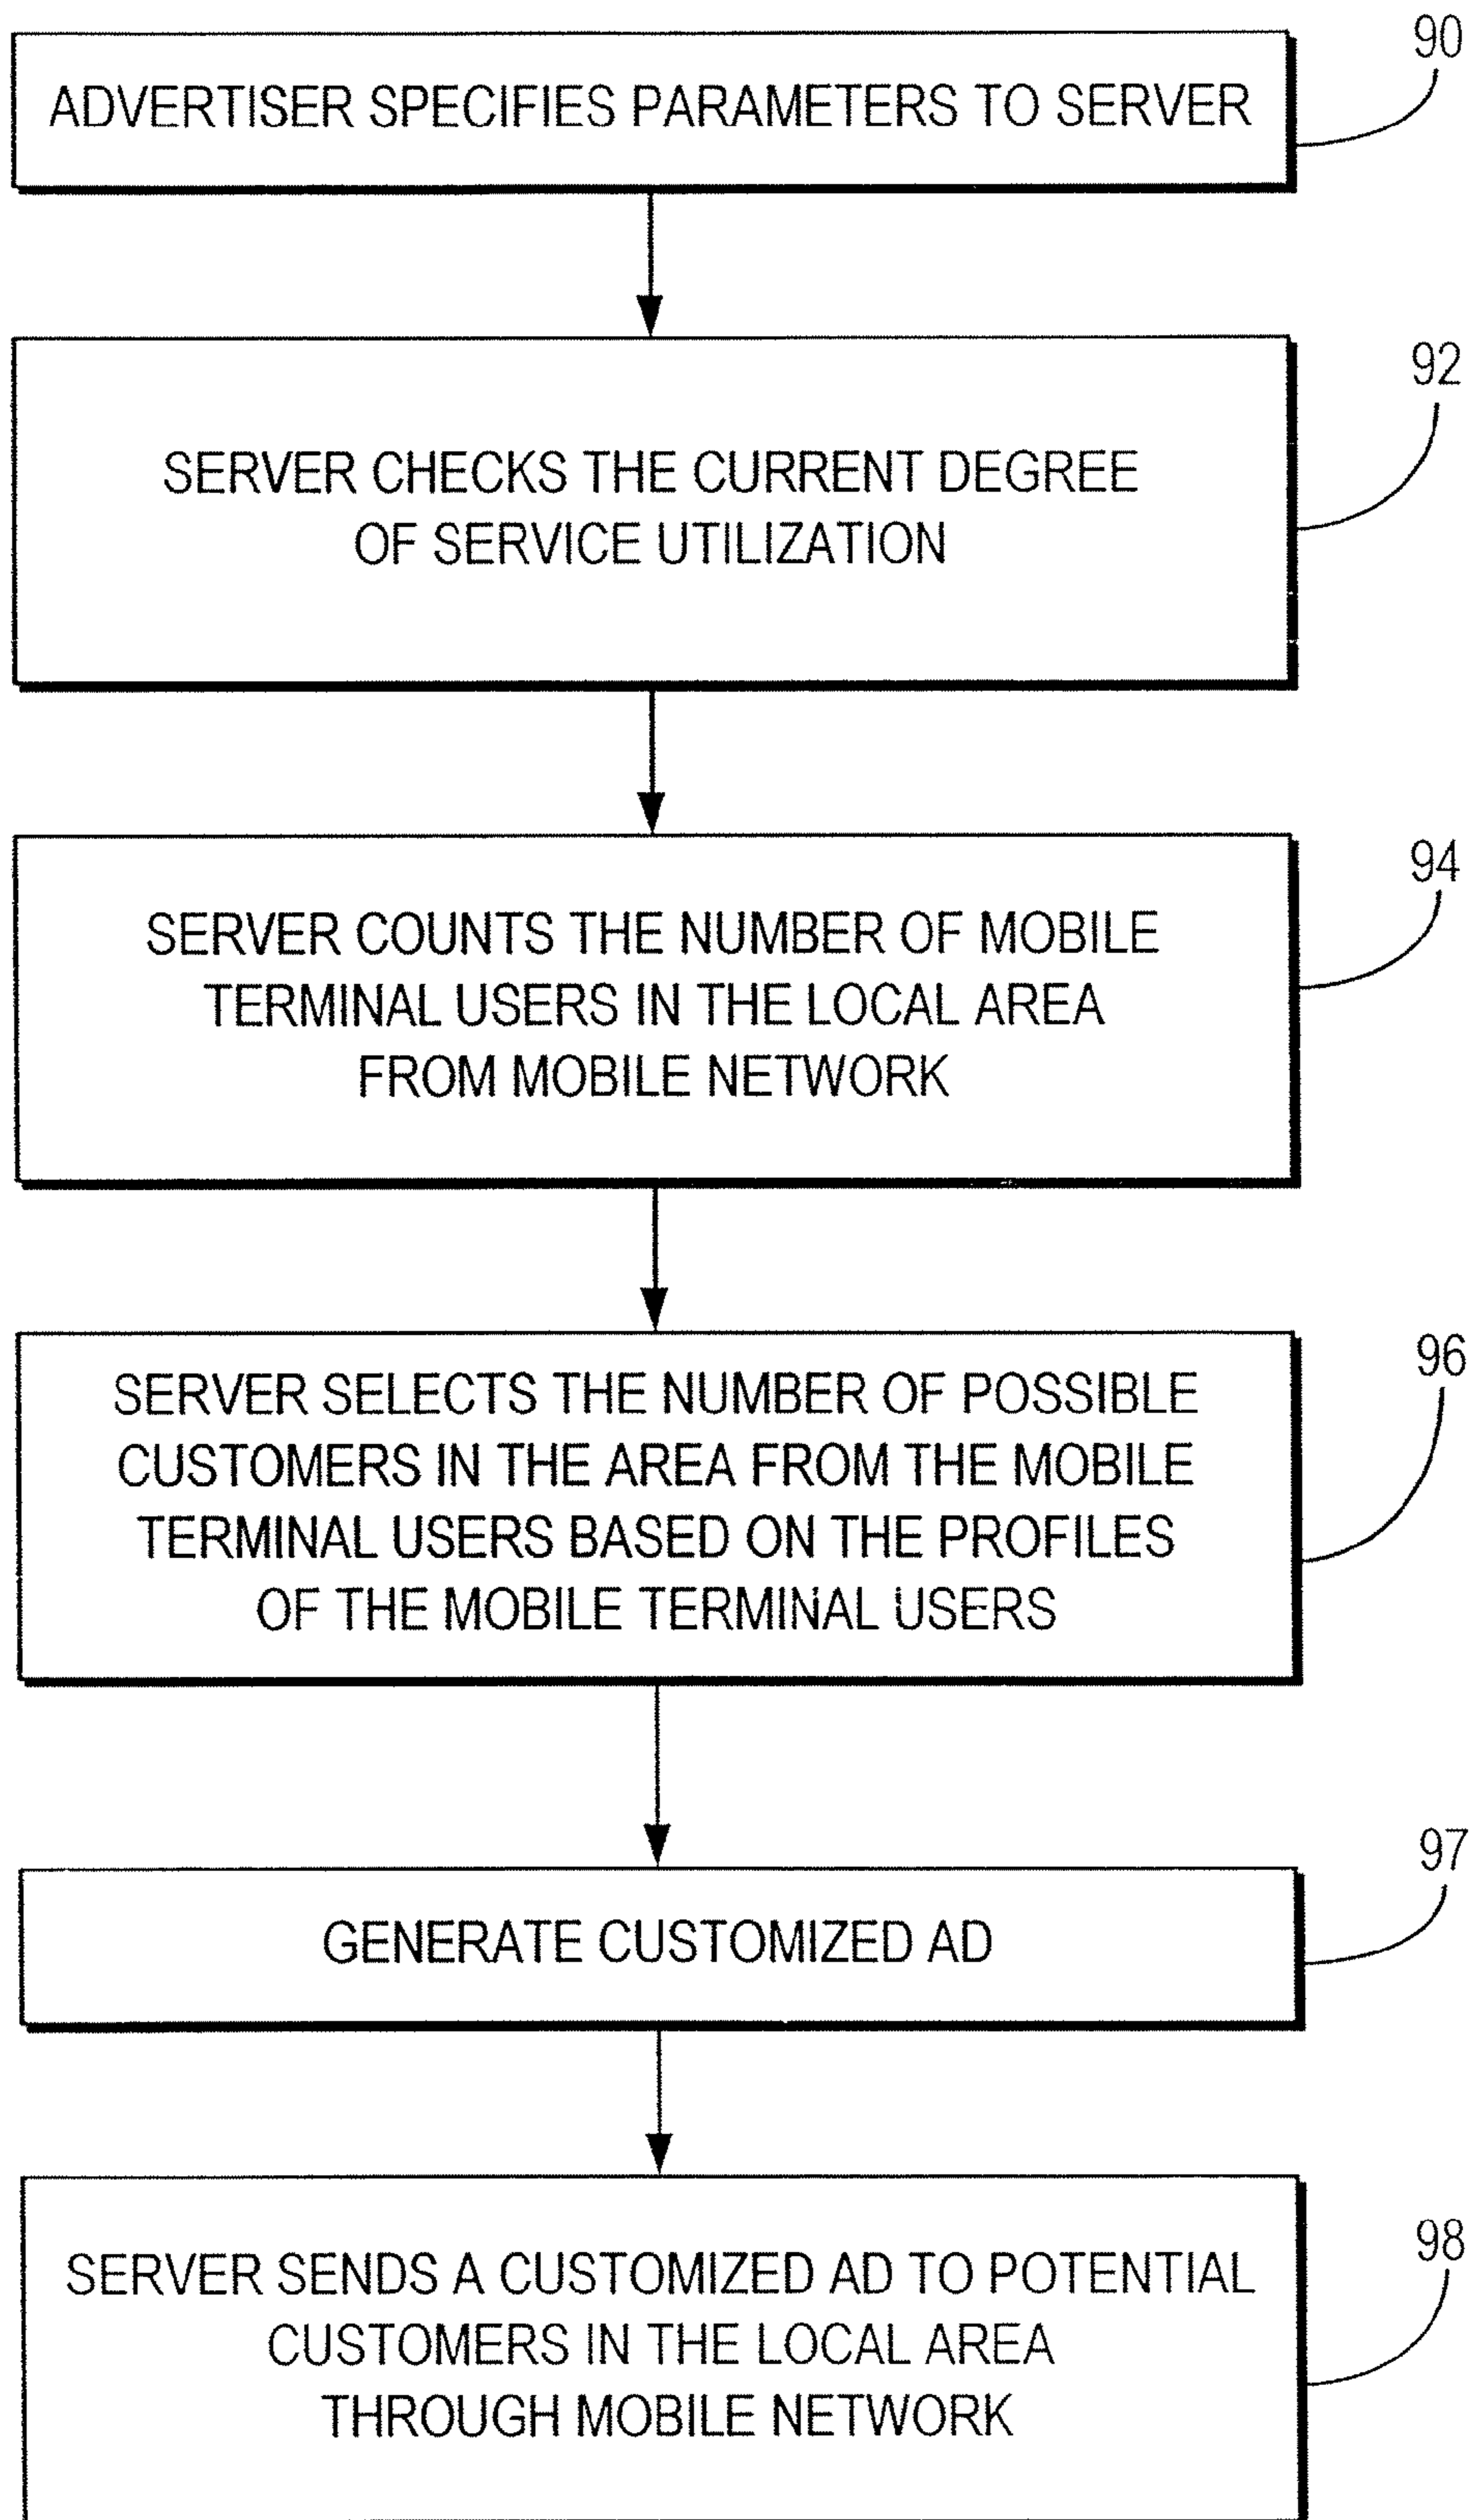 90
ADVERTISER SPECIFIES PARAMETERS TO SERVER
92
SERVER CHECKS THE CURRENT DEGREE
OF SERVICE UTILIZATION
94
SERVER COUNTS THE NUMBER OF MOBILE
TERMINAL USERS IN THE LOCAL AREA
FROM MOBILE NETWORK
96
SERVER SELECTS THE NUMBER OF POSSIBLE
CUSTOMERS IN THE AREA FROM THE MOBILE
TERMINAL USERS BASED ON THE PROFILES
OF THE MOBILE TERMINAL USERS
97
GENERATE CUSTOMIZED AD
98
SERVER SENDS A CUSTOMIZED AD TO POTENTIAL
CUSTOMERS IN THE LOCAL AREA
THROUGH MOBILE NETWORK